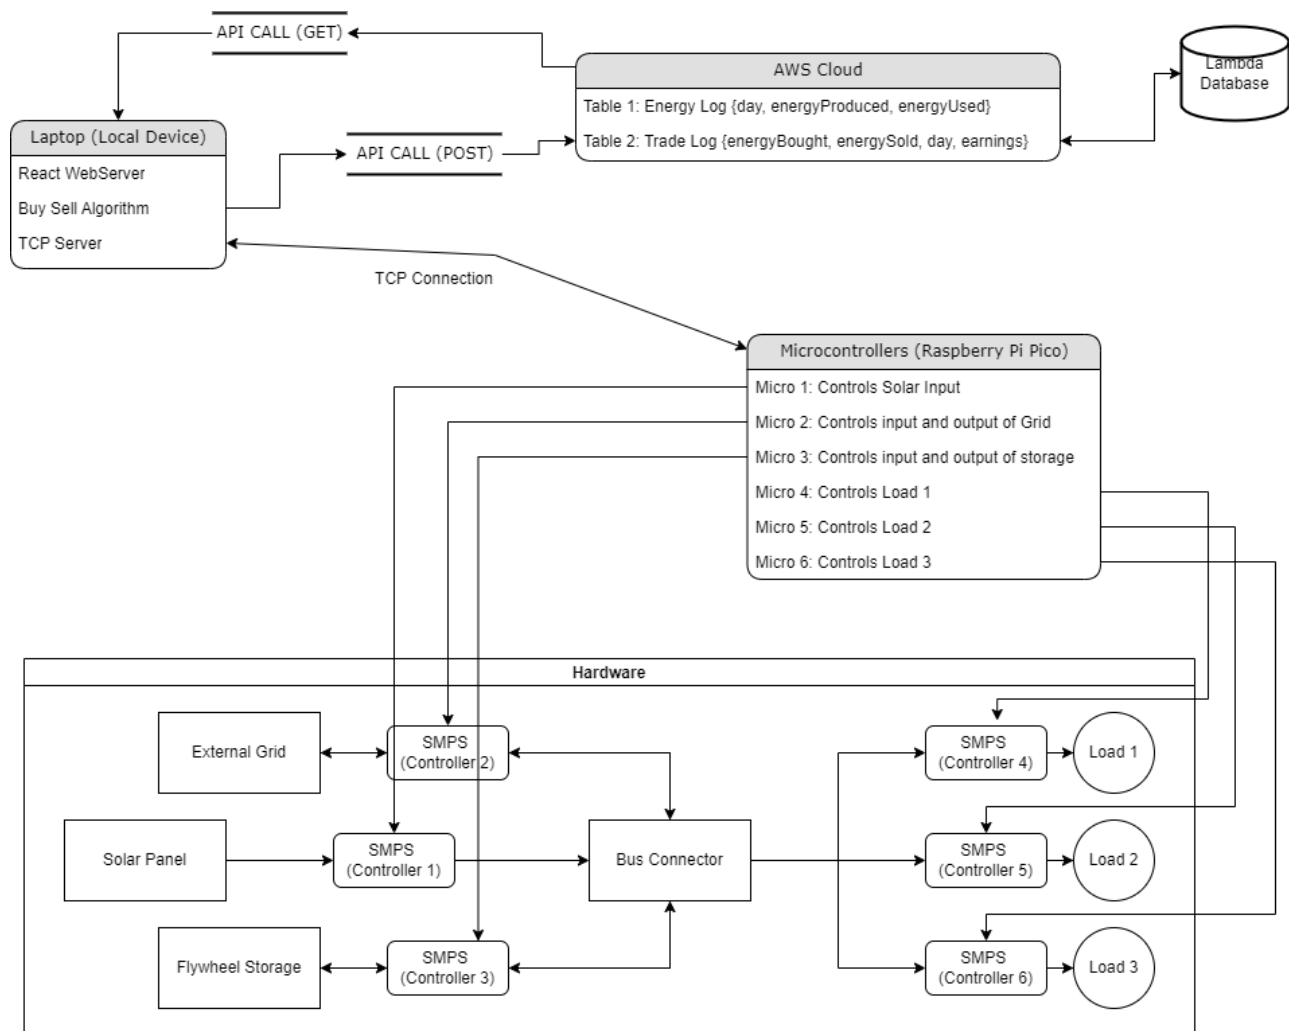 API CALL (GET)
AWS Cloud
Table 1: Energy Log {day, energyProduced, energyUsed}
Table 2: Trade Log {energyBought, energySold, day, earnings}
Lambda
Database
Laptop (Local Device)
React WebServer
Buy Sell Algorithm
TCP Server
API CALL (POST)
TCP Connection
Microcontrollers (Raspberry Pi Pico)
Micro 1: Controls Solar Input
Micro 2: Controls input and output of Grid
Micro 3: Controls input and output of storage
Micro 4: Controls Load 1
Micro 5: Controls Load 2
Micro 6: Controls Load 3
Hardware
External Grid
SMPS
(Controller 2)
SMPS
(Controller 4)
Load 1
Solar Panel
SMPS
(Controller 1)
Bus Connector
SMPS
(Controller 5)
Load 2
Flywheel Storage
SMPS
(Controller 3)
SMPS
(Controller 6)
Load 3